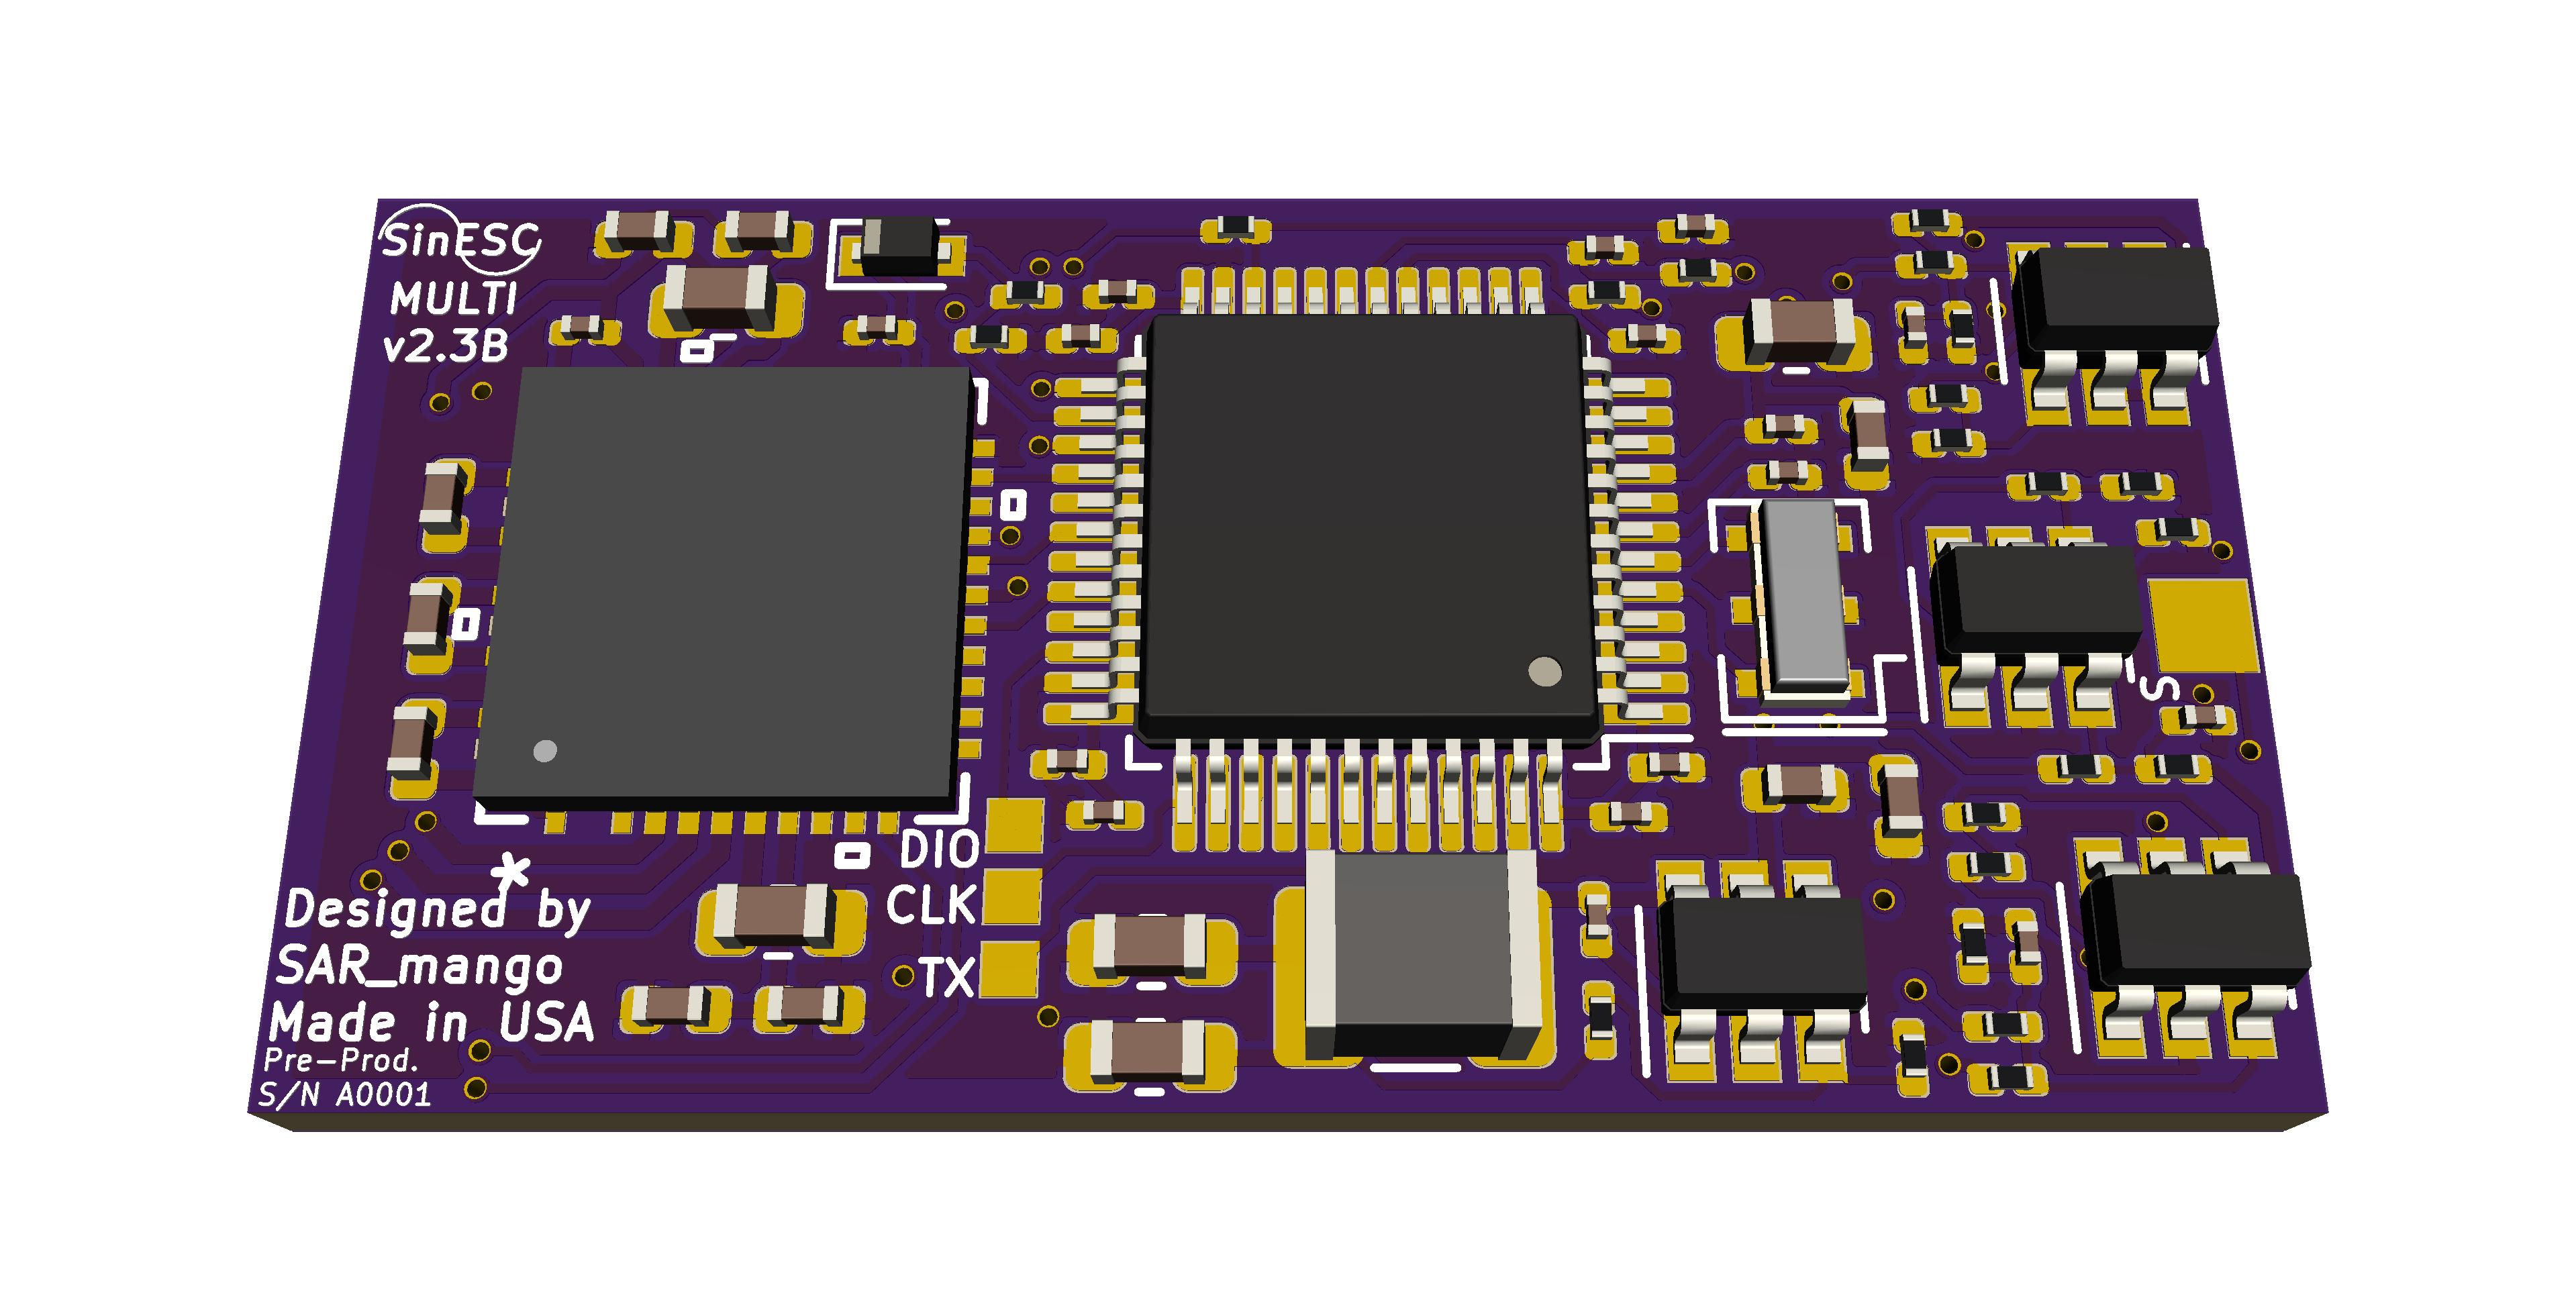 SinESC
MULTI
v2.3B
DIO
CLK
TX
*
Designed by
SAR_mango
Made in USA
Pre-Prod.
S/N A0001
S